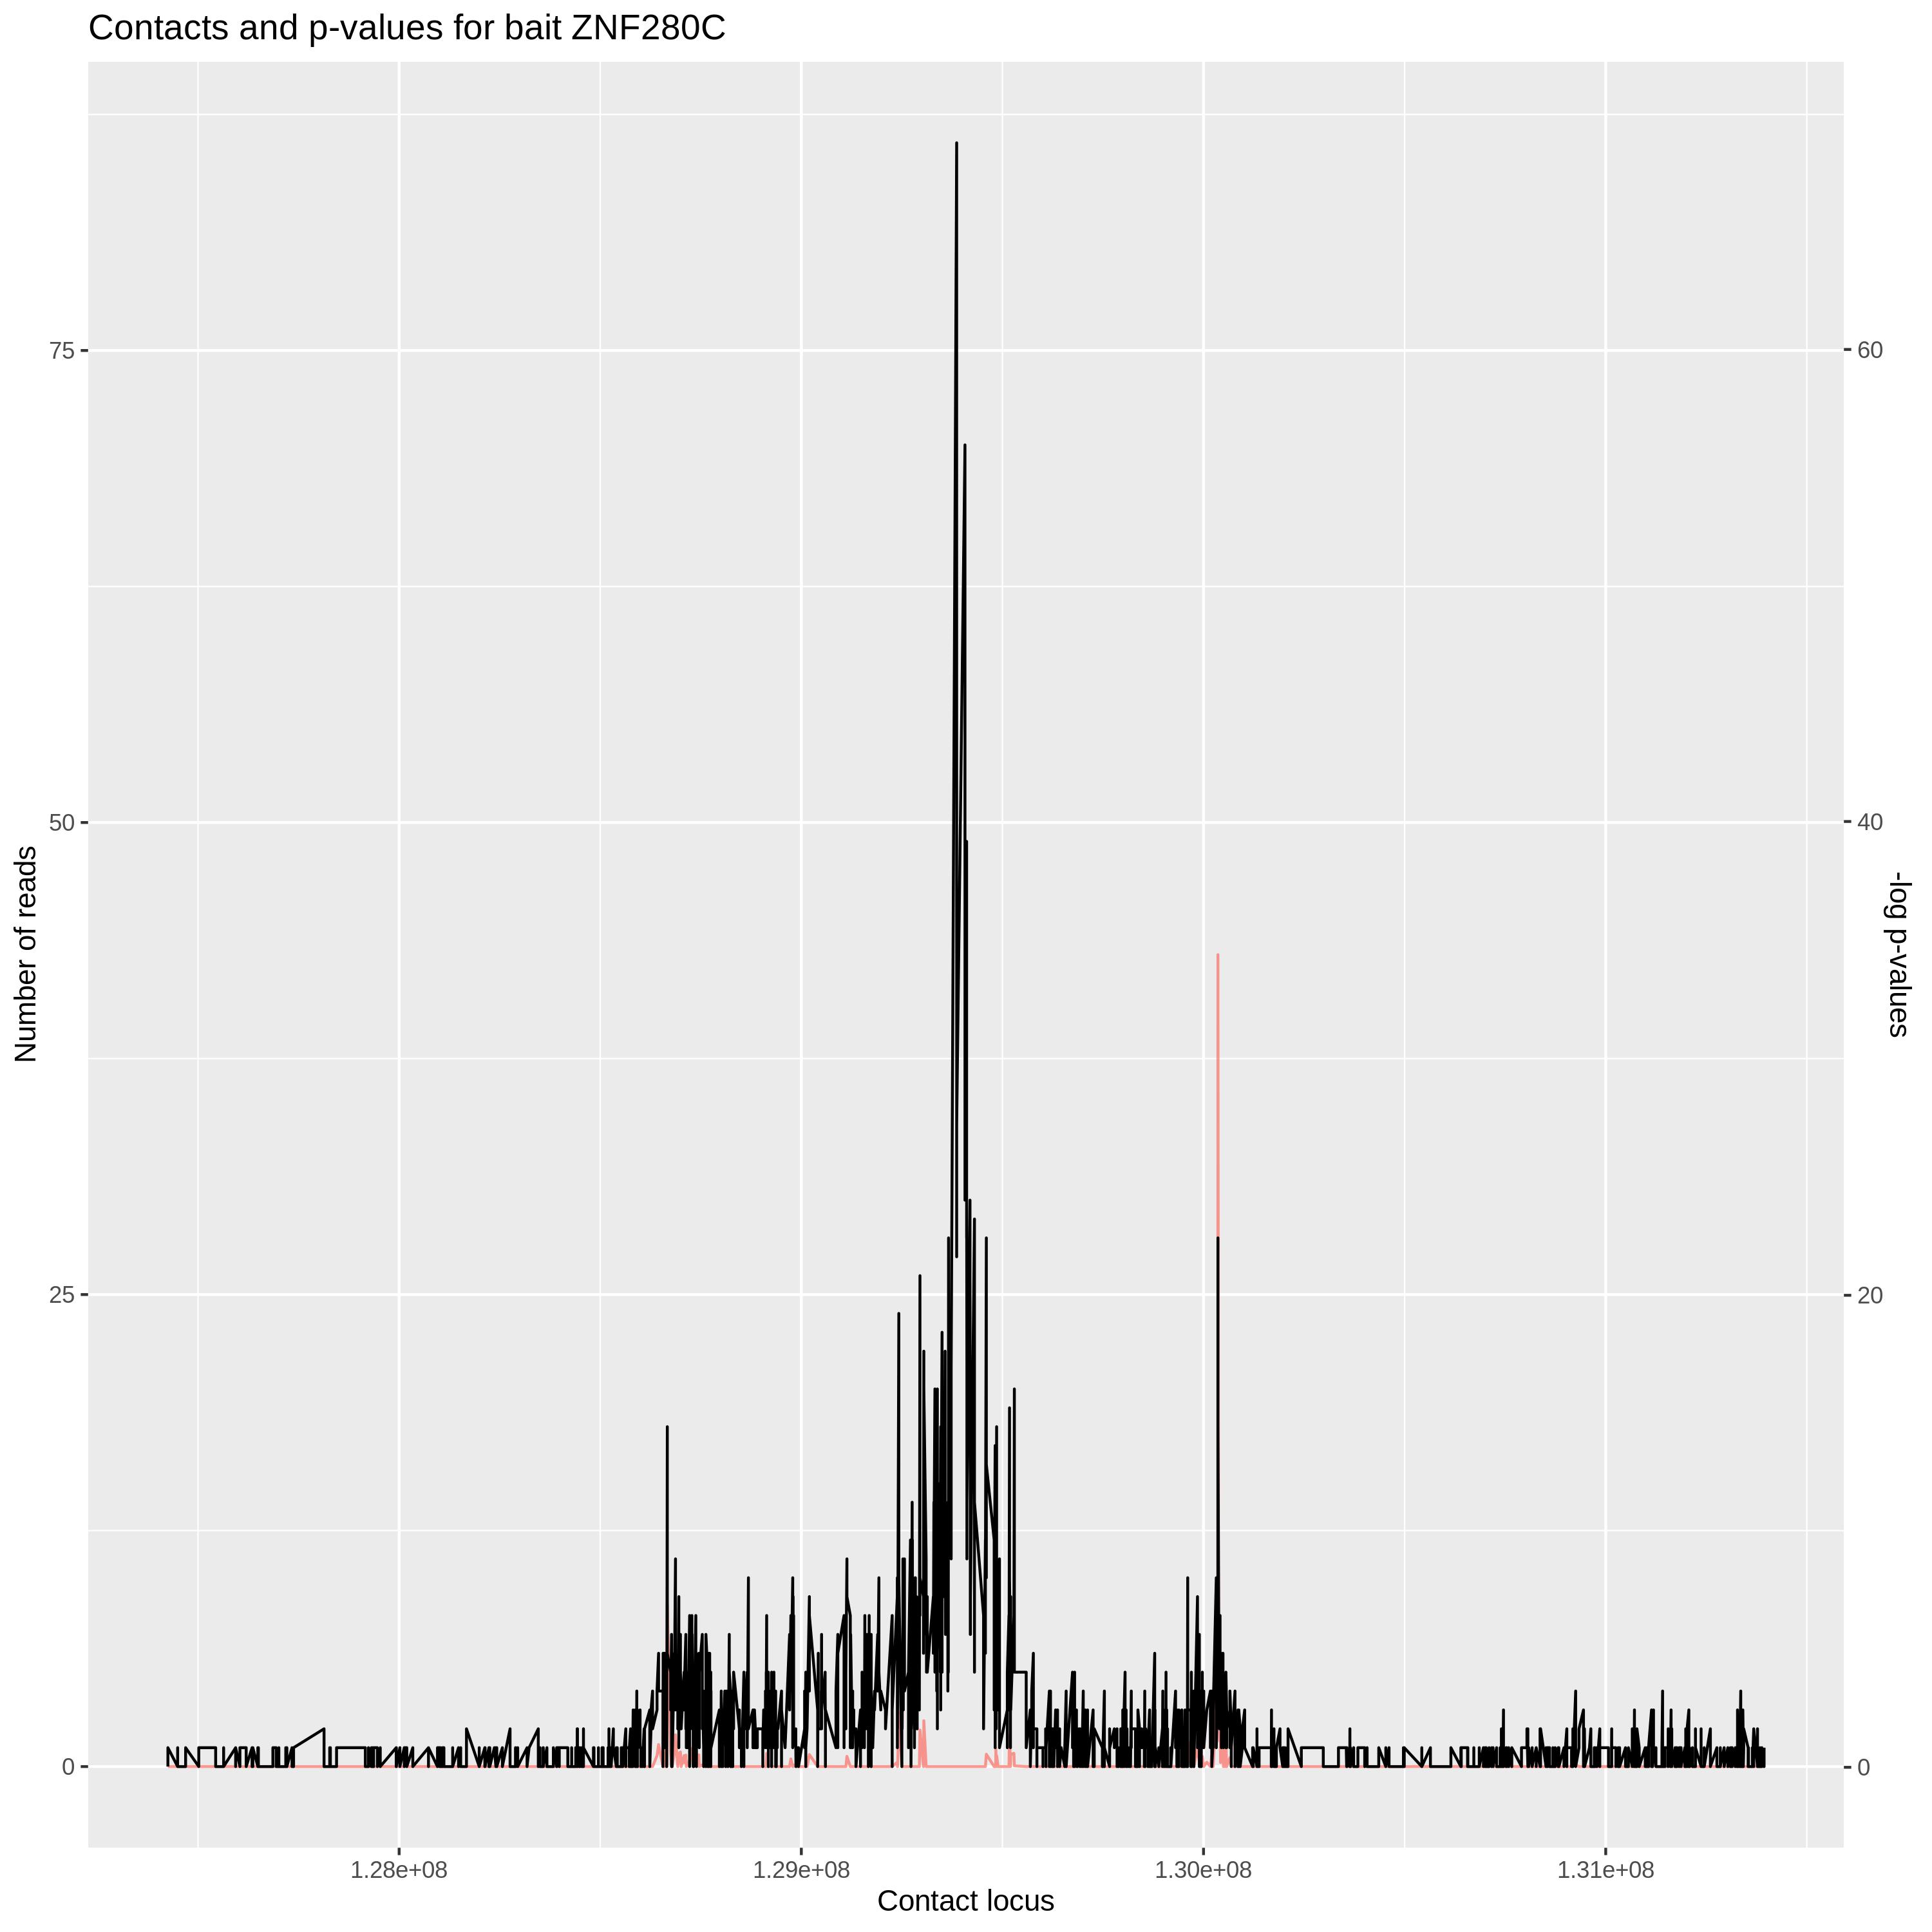 Contacts and p-values for bait ZNF280C
75
50
25
0
Number of reads
60
40
20
0
-log p-values
1.28e+08
1.29e+08
1.30e+08
1.31e+08
Contact locus